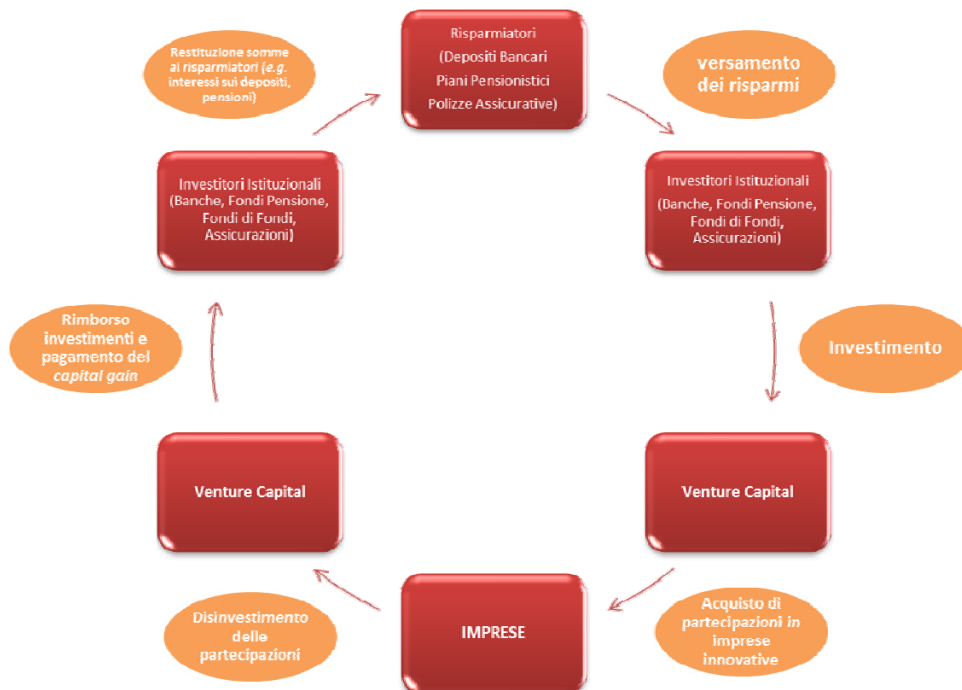 Risparmiatori
(Depositi Bancari
Piani Pensionistici
Polizze Assicurative)
versamento
dei risparmi
Investitori Istituzionali
(Banche, Fondi Pensione,
Fondi di Fondi,
Assicurazioni)
Investimento
Venture Capital
Acquisto di
partecipazioni in
imprese
innovative
IMPRESE
Disinvestimento
delle
partecipazioni
Venture Capital
Rimborso
investimenti e
pagamento del
capital gain
Investitori Istituzionali
(Banche, Fondi Pensione,
Fondi di Fondi,
Assicurazioni)
Restituzione somme
ai risparmiatori (e.g.
interessi sui depositi,
pensioni)